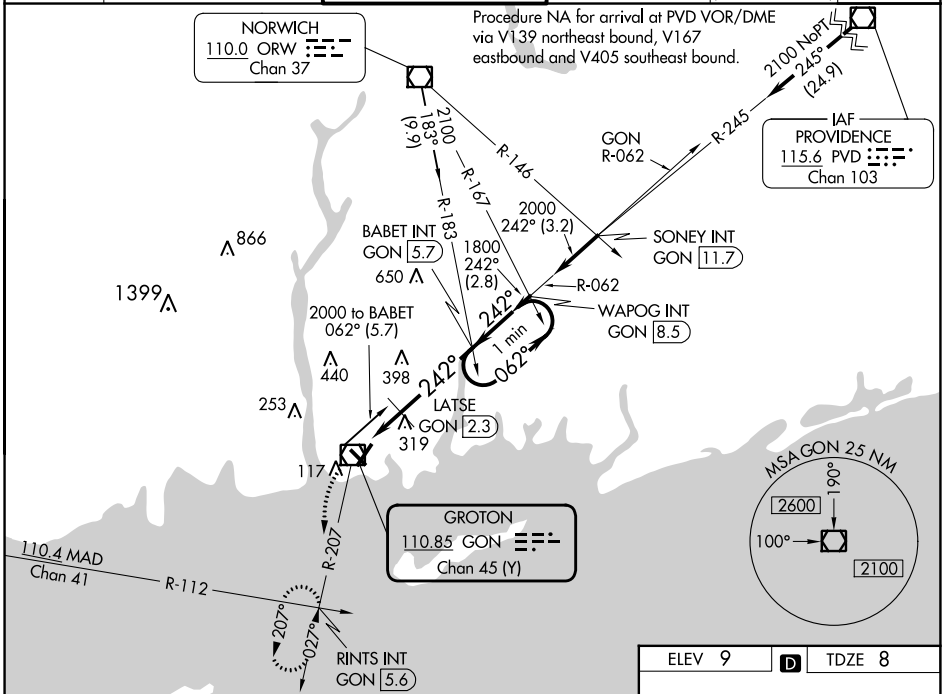 NORWICH
110.0 ORW
Chan 37
Procedure NA for arrival at PVD VOR/DME
via V139 northeast bound, V167
eastbound and V405 southeast bound.
2100 NoPT
245°
(24.9)
R-245
IAF
PROVIDENCE
115.6 PVD
Chan 103
2100
183°
(9.9)
R-183
R-167
R-146
GON
R-062
866
BABET INT
GON 5.7
650
2000
242° (3.2)
SONEY INT
GON 11.7
1800
242°
(2.8)
R-062
WAPOG INT
GON 8.5
1399
2000 to BABET
062° (5.7)
242°
1 min
062°
242°
440
398
253
LATSE
GON 2.3
319
117
GROTON
110.85 GON
Chan 45 (Y)
MSA GON 25 NM
190°
2600
100°
2100
110.4 MAD
Chan 41
R-112
R-207
207°
027°
RINTS INT
GON 5.6
ELEV 9
D
TDZE 8